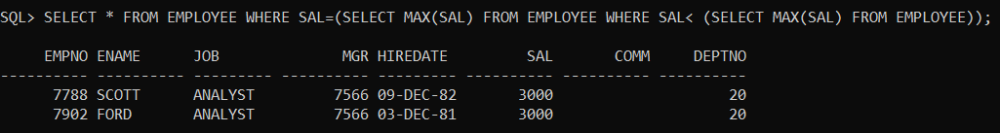 SQL> SELECT * FROM EMPLOYEE WHERE SAL=(SELECT MAX(SAL) FROM EMPLOYEE WHERE SAL< (SELECT MAX(SAL) FROM EMPLOYEE));
     EMPNO ENAME      JOB              MGR HIREDATE         SAL       COMM     DEPTNO
---------- ---------- --------- ---------- --------- ---------- ---------- ----------
      7788 SCOTT      ANALYST         7566 09-DEC-82       3000                    20
      7902 FORD       ANALYST         7566 03-DEC-81       3000                    20